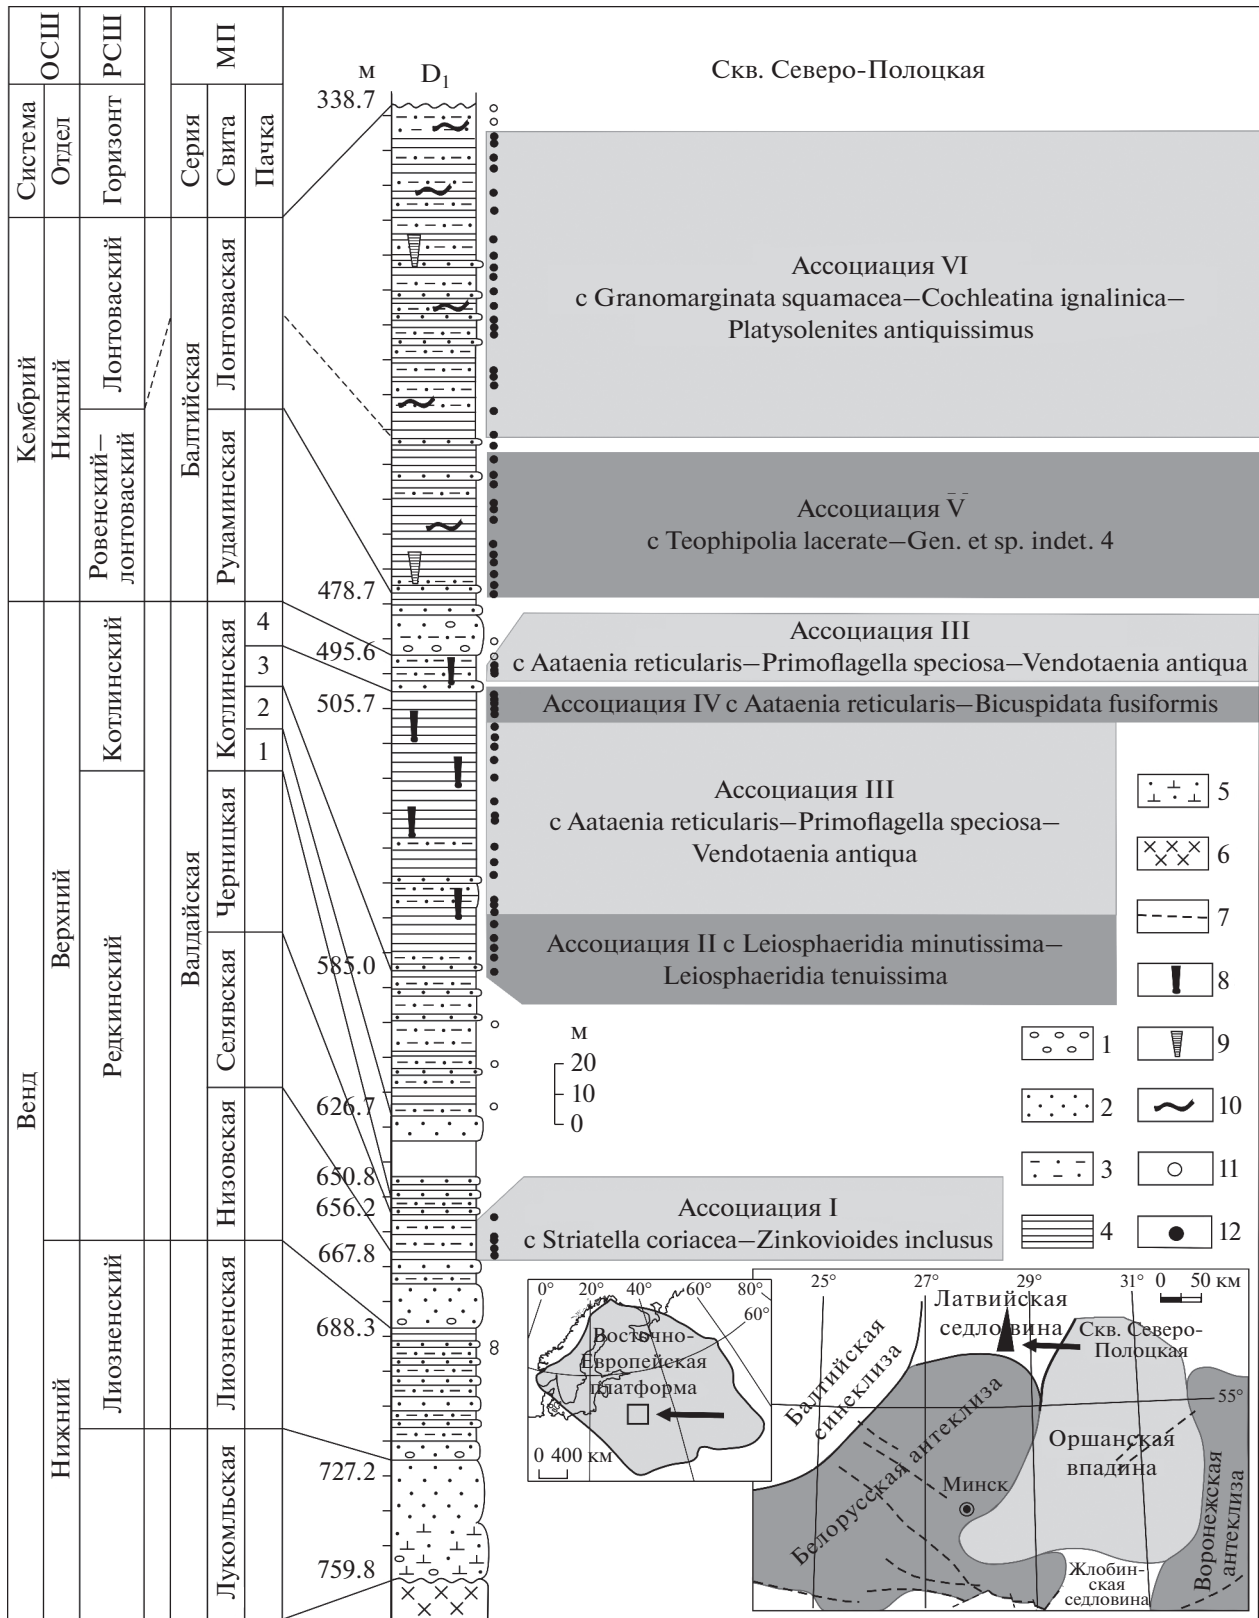 ОСШ
РСШ
МП
Система
Отдел
Горизонт
Серия
Свита
Пачка
м
D1
Скв. Северо-Полоцкая
338.7
478.7
495.6
505.7
585.0
626.7
650.8
656.2
667.8
688.3
727.2
759.8
Кембрий
Нижний
Лонтоваский
Ровенский–
лонтоваский
Балтийская
Лонтоваская
Рудаминская
Венд
Верхний
Нижний
Котлинский
Редкинский
Лиозненский
Валдайская
Котлинская
4
3
2
1
Черницкая
Селявская
Низовская
Лиозненская
Лукомльская
Ассоциация VI
с Granomarginata squamacea–Cochleatina ignalinica–
Platysolenites antiquissimus
Ассоциация V
с Teophipolia lacerate–Gen. et sp. indet. 4
Ассоциация III
с Aataenia reticularis–Primoflagella speciosa–Vendotaenia antiqua
Ассоциация IV с Aataenia reticularis–Bicuspidata fusiformis
Ассоциация III
с Aataenia reticularis–Primoflagella speciosa–
Vendotaenia antiqua
Ассоциация II с Leiosphaeridia minutissima–
Leiosphaeridia tenuissima
Ассоциация I
с Striatella coriacea–Zinkovioides inclusus
м
20
10
0
1
2
3
4
5
6
7
8
9
10
11
12
0°
20°
40°
60°
80°
60°
Восточно-
Европейская
платформа
0 400 км
25°
27°
29°
31°
0 50 км
55°
Латвийская
седловина
Скв. Северо-
Полоцкая
Балтийская
синеклиза
Белорусская антеклиза
Оршанская
впадина
Минск
Воронежская
антеклиза
Жлобин-
ская
седловина